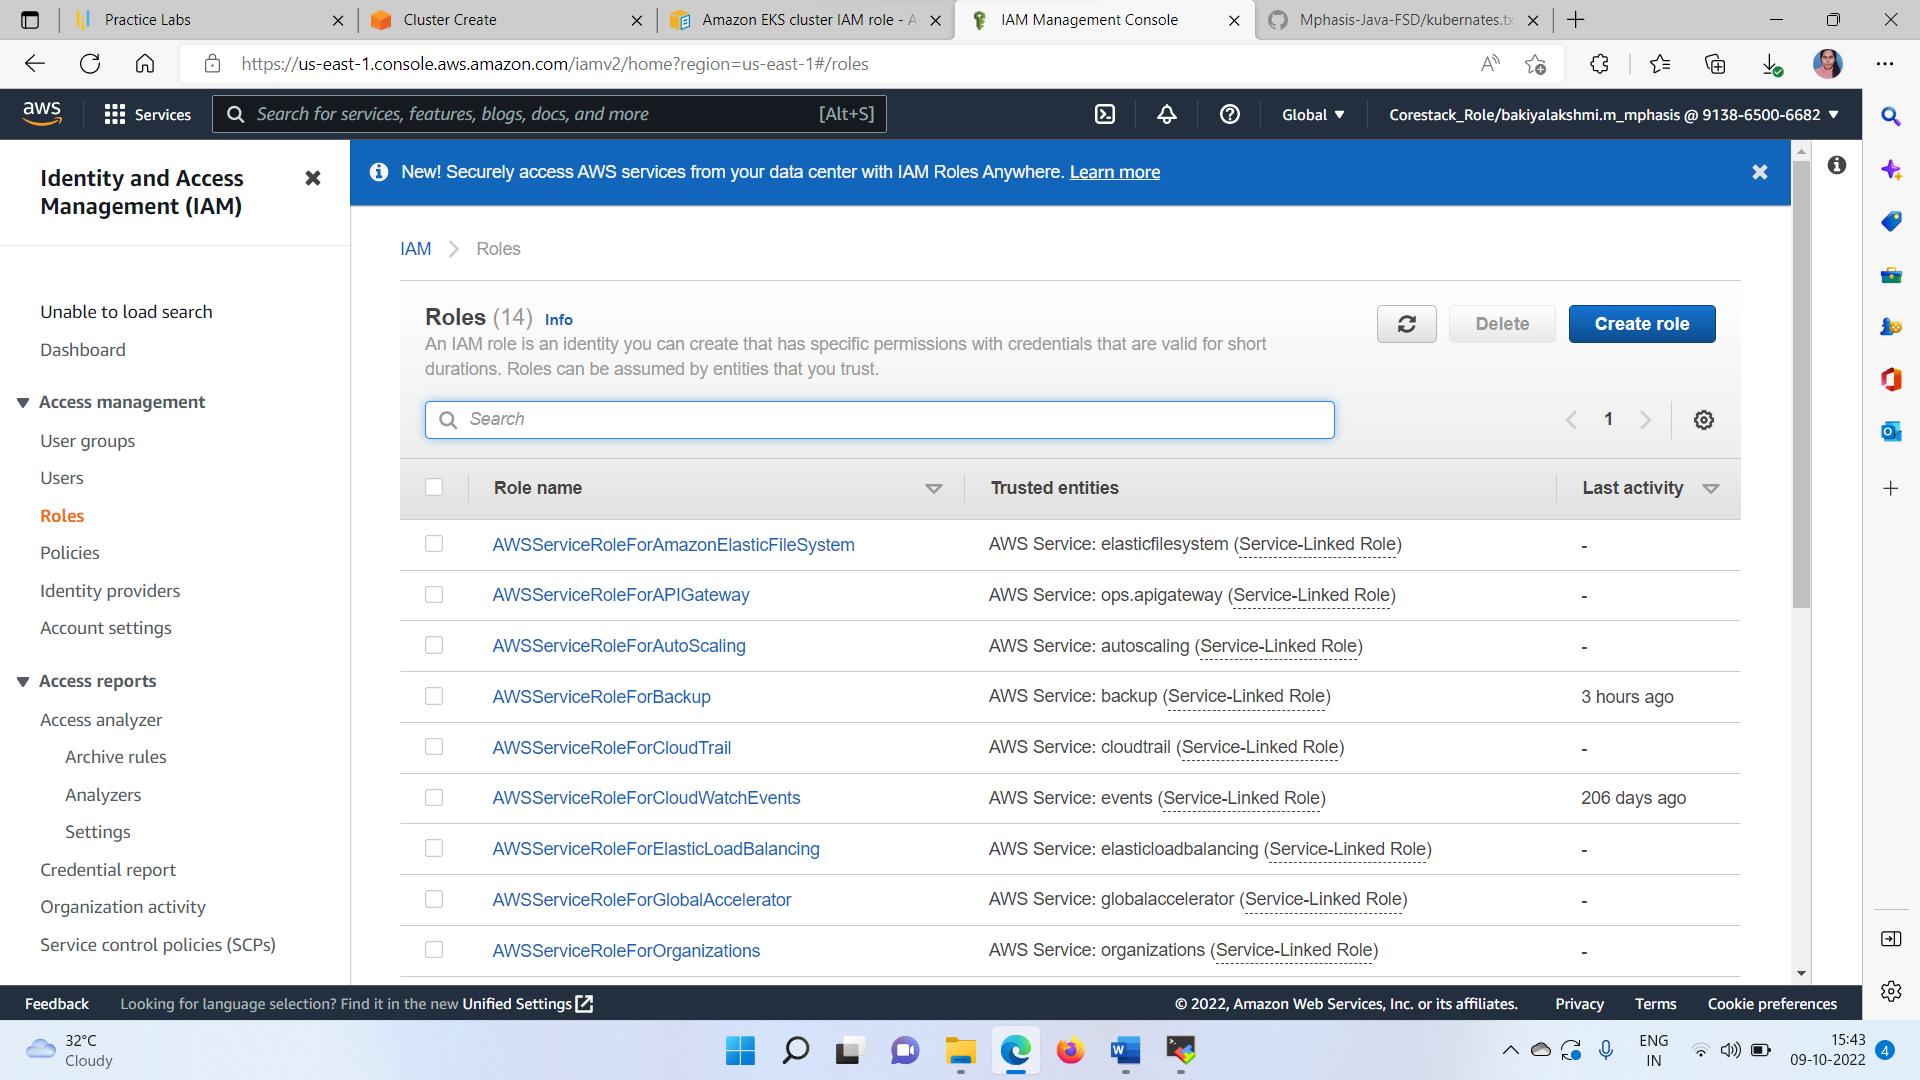 Practice Labs
Cluster Create
Amazon EKS cluster IAM role - A
IAM Management Console
Mphasis-Java-FSD/kubernates.tx
https://us-east-1.console.aws.amazon.com/iamv2/home?region=us-east-1#/roles
aws
Services
Search for services, features, blogs, docs, and more
[Alt+S]
Global
Corestack_Role/bakiyalakshmi.m_mphasis @ 9138-6500-6682
Identity and Access
Management (IAM)
Unable to load search
Dashboard
Access management
User groups
Users
Roles
Policies
Identity providers
Account settings
Access reports
Access analyzer
Archive rules
Analyzers
Settings
Credential report
Organization activity
Service control policies (SCPs)
New! Securely access AWS services from your data center with IAM Roles Anywhere. Learn more
IAM
Roles
Roles (14) Info
An IAM role is an identity you can create that has specific permissions with credentials that are valid for short
durations. Roles can be assumed by entities that you trust.
Delete
Create role
Search
1
Role name
Trusted entities
Last activity
AWSServiceRoleForAmazonElasticFileSystem
AWS Service: elasticfilesystem (Service-Linked Role)
-
AWSServiceRoleForAPIGateway
AWS Service: ops.apigateway (Service-Linked Role)
-
AWSServiceRoleForAutoScaling
AWS Service: autoscaling (Service-Linked Role)
-
AWSServiceRoleForBackup
AWS Service: backup (Service-Linked Role)
3 hours ago
AWSServiceRoleForCloudTrail
AWS Service: cloudtrail (Service-Linked Role)
-
AWSServiceRoleForCloudWatchEvents
AWS Service: events (Service-Linked Role)
206 days ago
AWSServiceRoleForElasticLoadBalancing
AWS Service: elasticloadbalancing (Service-Linked Role)
-
AWSServiceRoleForGlobalAccelerator
AWS Service: globalaccelerator (Service-Linked Role)
-
AWSServiceRoleForOrganizations
AWS Service: organizations (Service-Linked Role)
-
Feedback
Looking for language selection? Find it in the new Unified Settings
© 2022, Amazon Web Services, Inc. or its affiliates.
Privacy
Terms
Cookie preferences
32°C
Cloudy
ENG
IN
15:43
09-10-2022
4